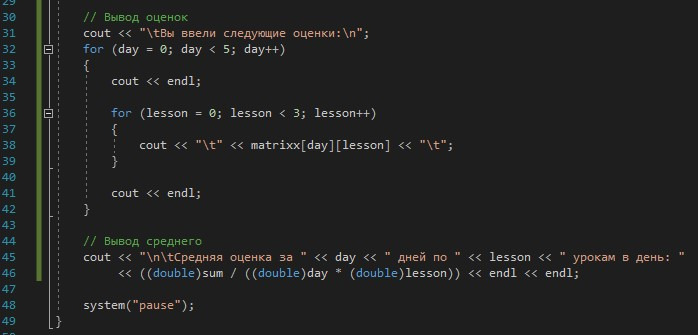 29
30 // Вывод оценок
31 cout << "\tВы ввели следующие оценки:\n";
32 for (day = 0; day < 5; day++)
33 {
34 cout << endl;
35
36 for (lesson = 0; lesson < 3; lesson++)
37 {
38 cout << "\t" << matrixx[day][lesson] << "\t";
39 }
40
41 cout << endl;
42 }
43
44 // Вывод среднего
45 cout << "\n\tСредняя оценка за " << day << " дней по " << lesson << " урокам в день: "
46 << ((double)sum / ((double)day * (double)lesson)) << endl << endl;
47
48 system("pause");
49 }